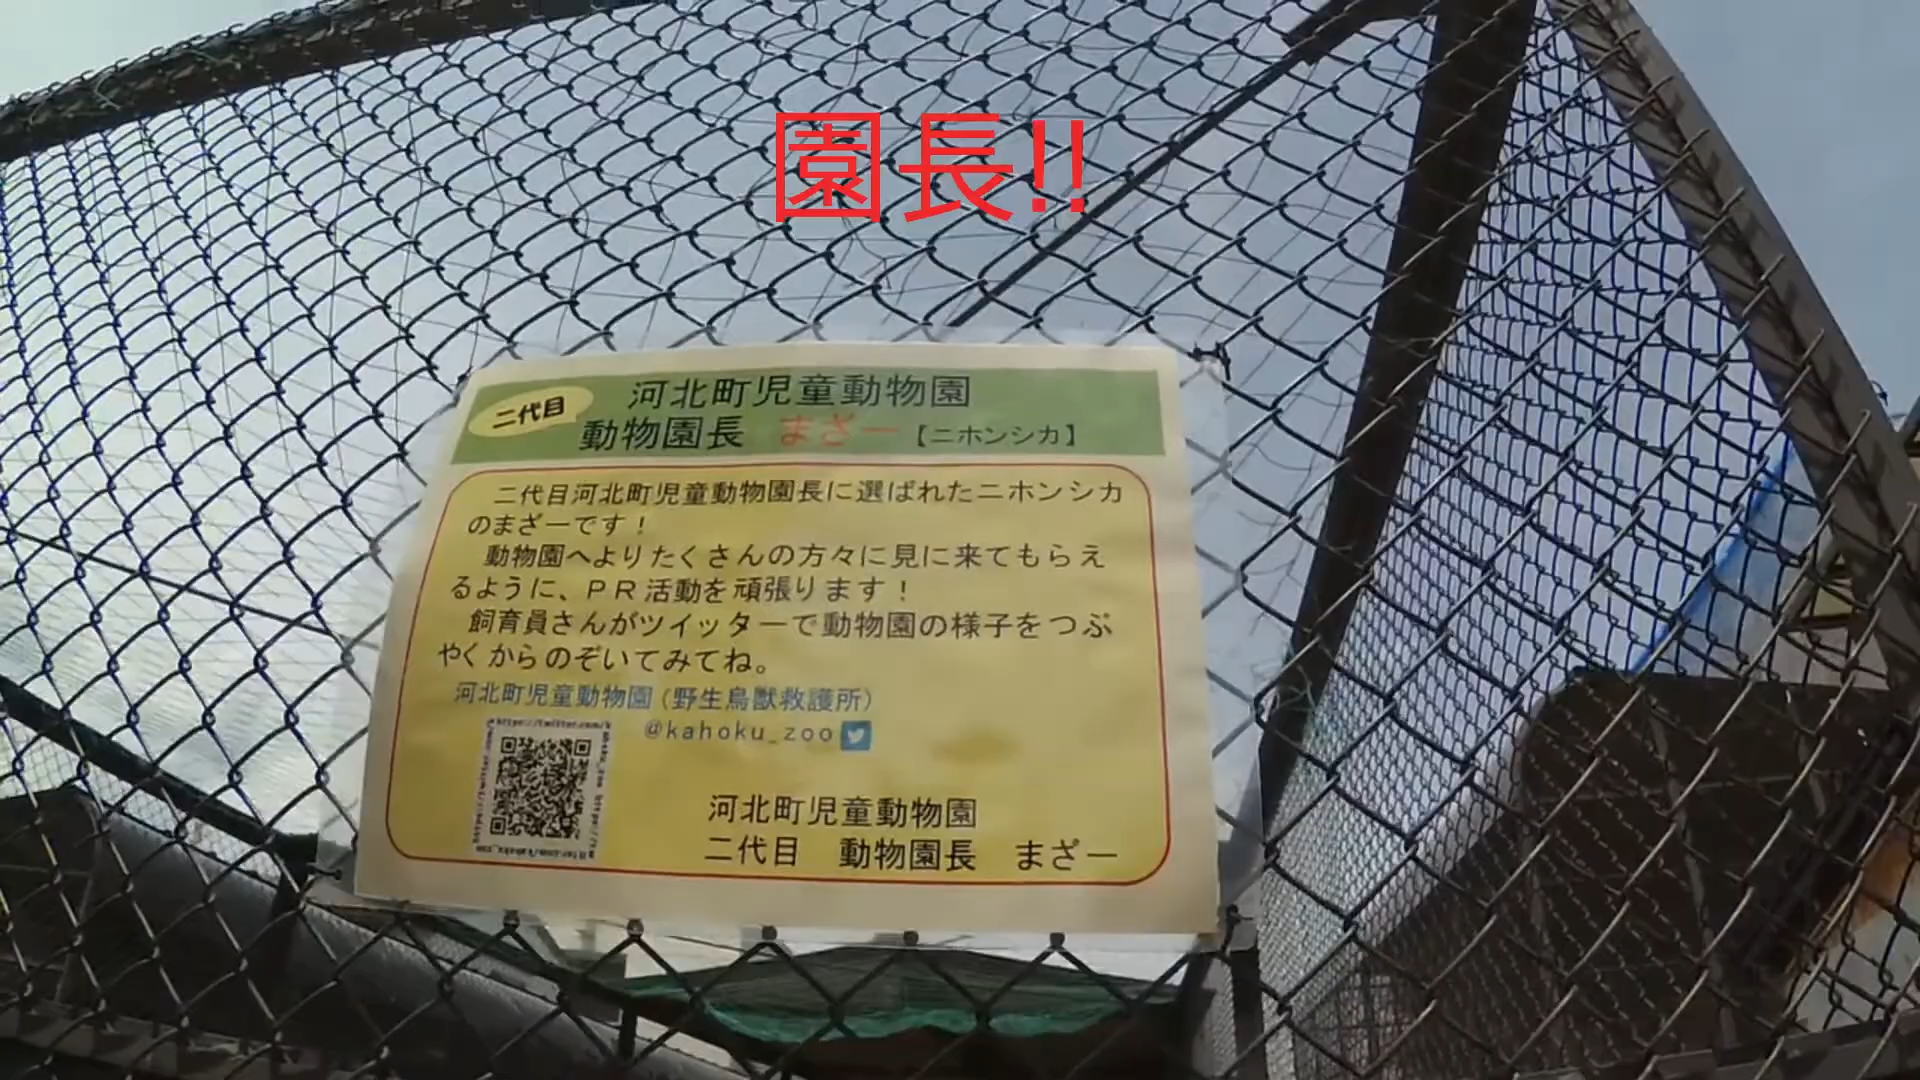 園長!!
二代目
河北町児童動物園
動物園長 まざー【ニホンシカ】
二代目河北町児童動物園長に選ばれたニホンシカ
のまざーです！
動物園へよりたくさんの方々に見に来てもらえ
るように、ＰＲ活動を頑張ります！
飼育員さんがツイッターで動物園の様子をつぶ
やくからのぞいてみてね。
河北町児童動物園（野生鳥獣救護所）
@kahoku_zoo
河北町児童動物園
二代目 動物園長 まざー